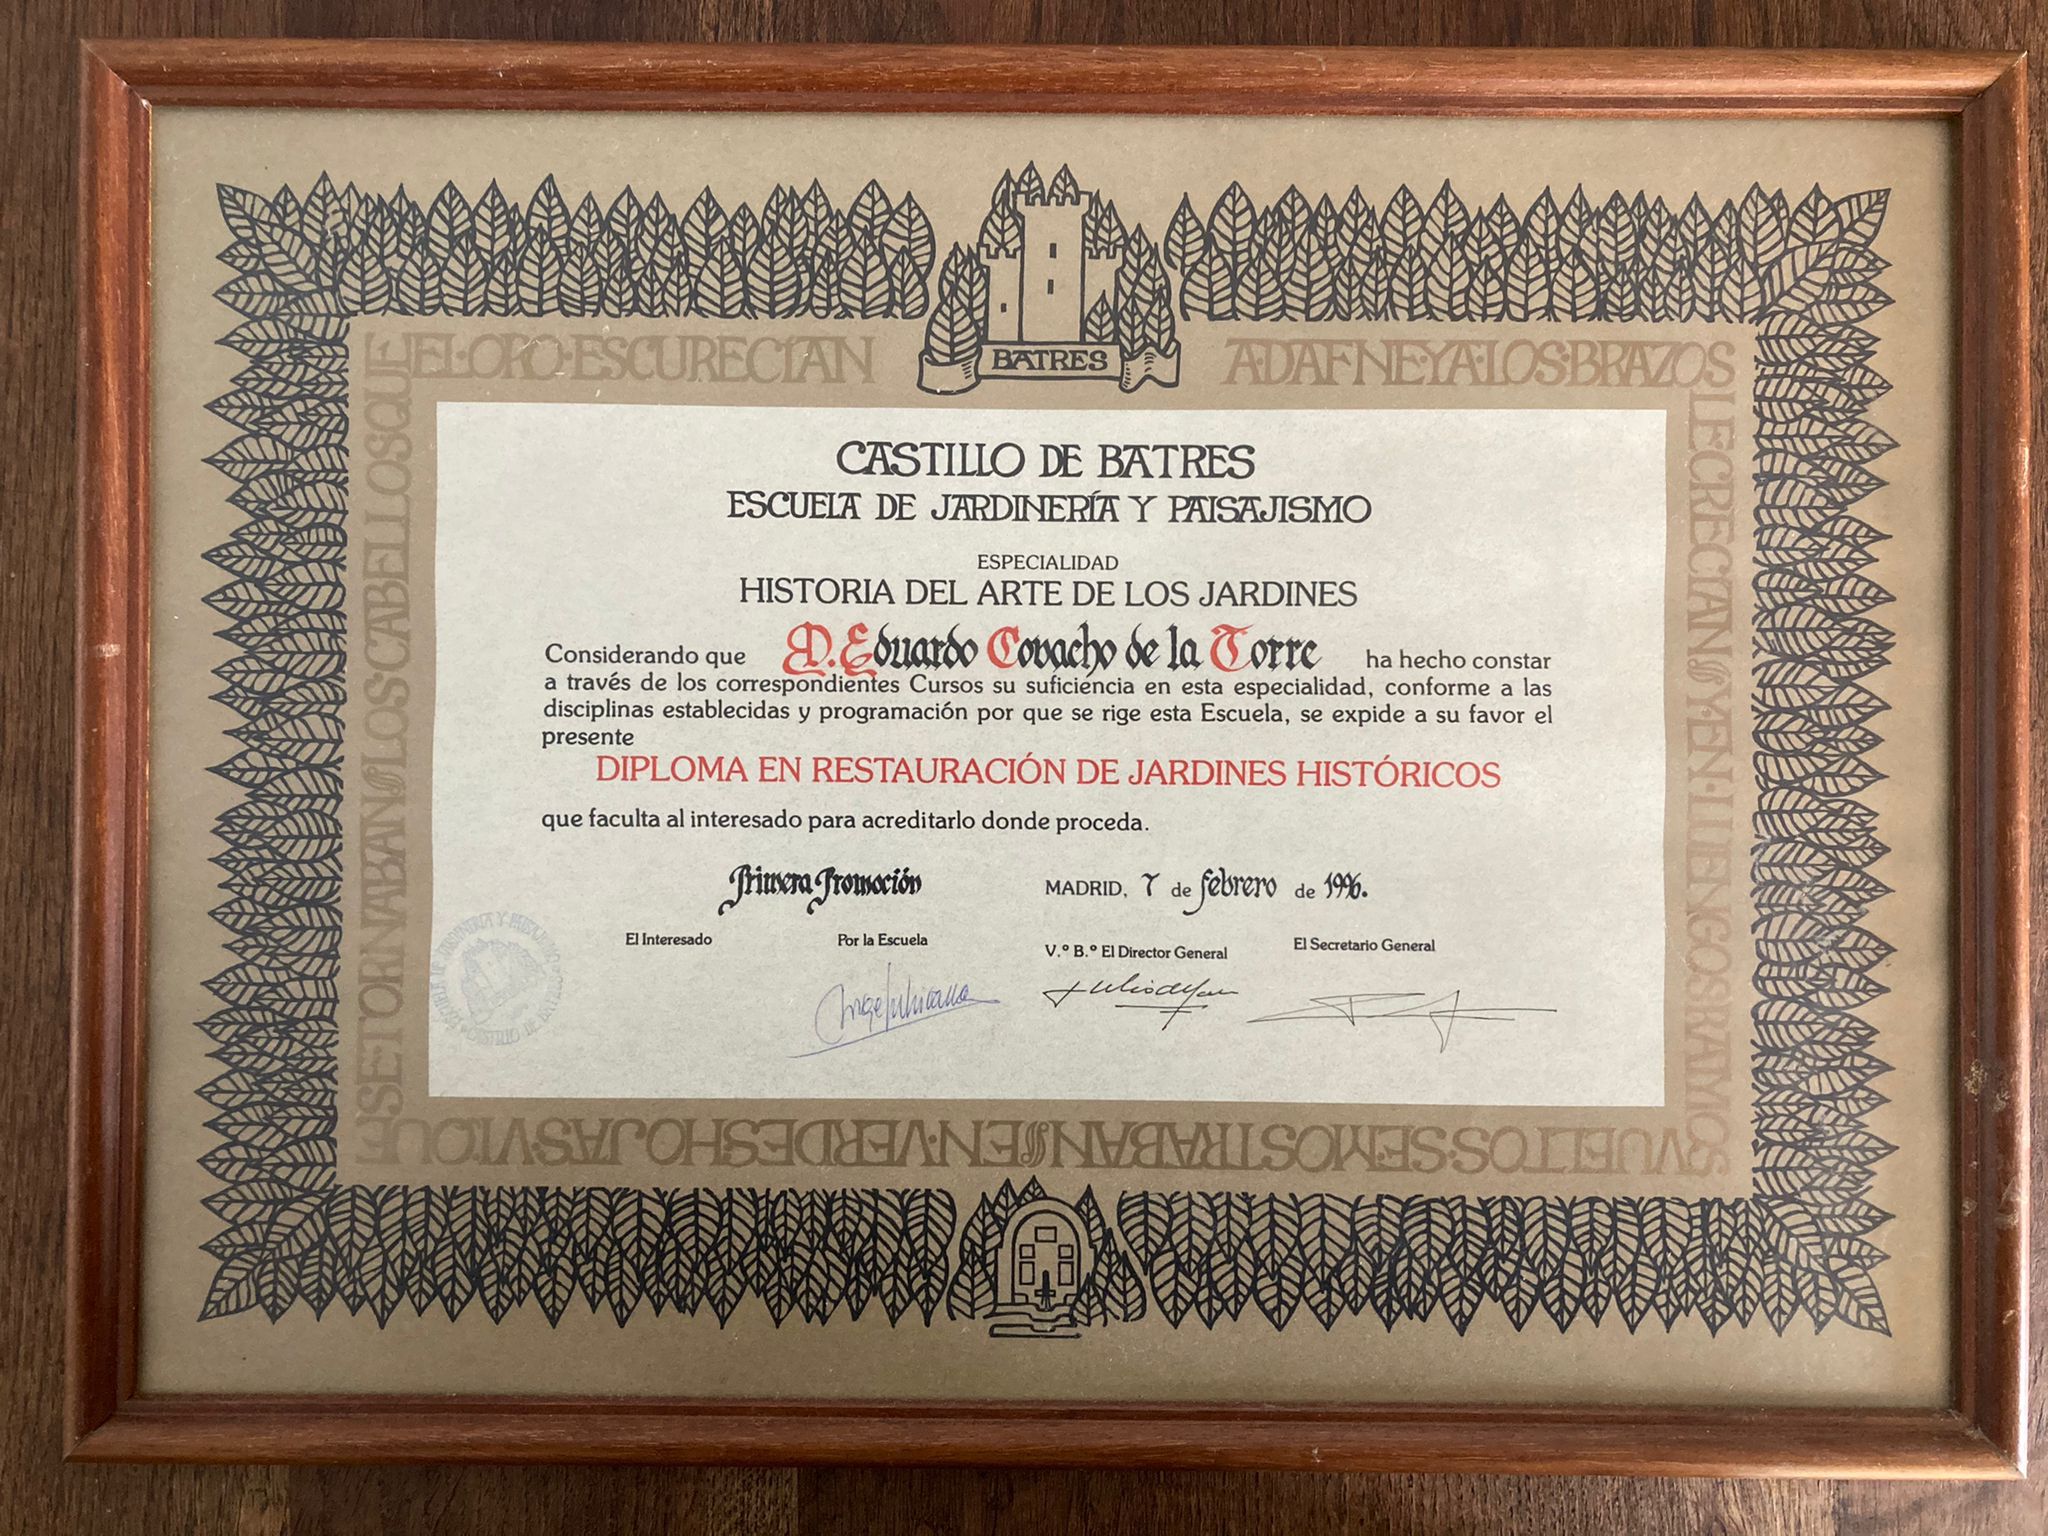 BATRES
A·DAFNE·YA·LOS·BRAZOS
LE·CRECIAN Y·EN·LUENGOS·RAMOS
VUELTOS·SE·MOSTRABAN EN·VERDES·HOJAS·VI·QUE
SE·TORNABAN LOS·CABELLOS·QUE
EL·ORO·ESCURECIAN
CASTILLO DE BATRES
ESCUELA DE JARDINERÍA Y PAISAJISMO
ESPECIALIDAD
HISTORIA DEL ARTE DE LOS JARDINES
Considerando que D. Eduardo Covacho de la Torre ha hecho constar
a través de los correspondientes Cursos su suficiencia en esta especialidad, conforme a las
disciplinas establecidas y programación por que se rige esta Escuela, se expide a su favor el
presente
DIPLOMA EN RESTAURACIÓN DE JARDINES HISTÓRICOS
que faculta al interesado para acreditarlo donde proceda.
Primera Promoción MADRID, 7 de febrero de 1996.
El Interesado Por la Escuela V.º B.º El Director General El Secretario General
ESCUELA DE JARDINERIA Y PAISAJISMO
CASTILLO DE BATRES